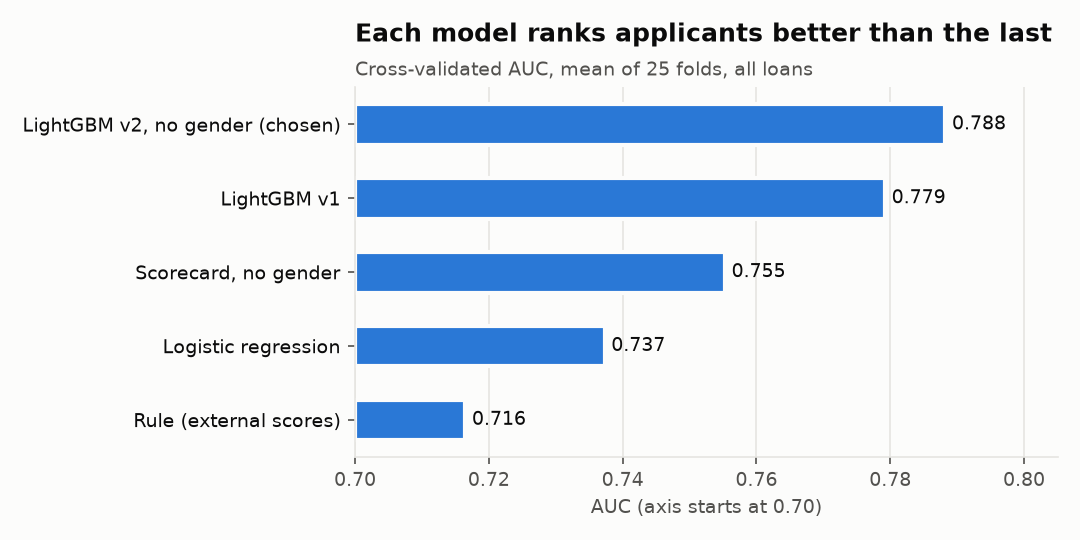 Each model ranks applicants better than the last
Cross-validated AUC, mean of 25 folds, all loans
LightGBM v2, no gender (chosen)
0.788
LightGBM v1
0.779
Scorecard, no gender
0.755
Logistic regression
0.737
Rule (external scores)
0.716
0.70 0.72 0.74 0.76 0.78 0.80
AUC (axis starts at 0.70)